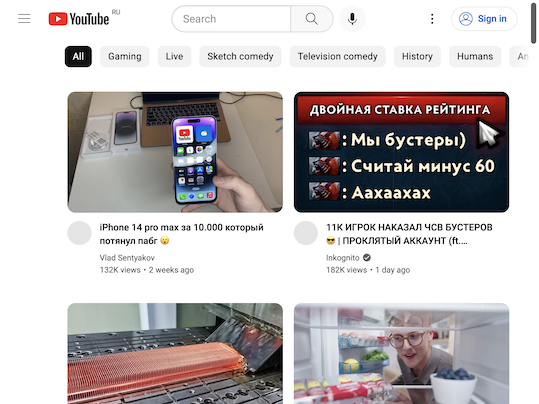 YouTube RU
Search
Sign in
All
Gaming
Live
Sketch comedy
Television comedy
History
Humans
An
ДВОЙНАЯ СТАВКА РЕЙТИНГА
: Мы бустеры)
: Считай минус 60
: Аахаахах
iPhone 14 pro max за 10.000 который
потянул пабг 😮
Vlad Sentyakov
132K views • 2 weeks ago
11K ИГРОК НАКАЗАЛ ЧСВ БУСТЕРОВ
😎 | ПРОКЛЯТЫЙ АККАУНТ (ft....
Inkognito
182K views • 1 day ago